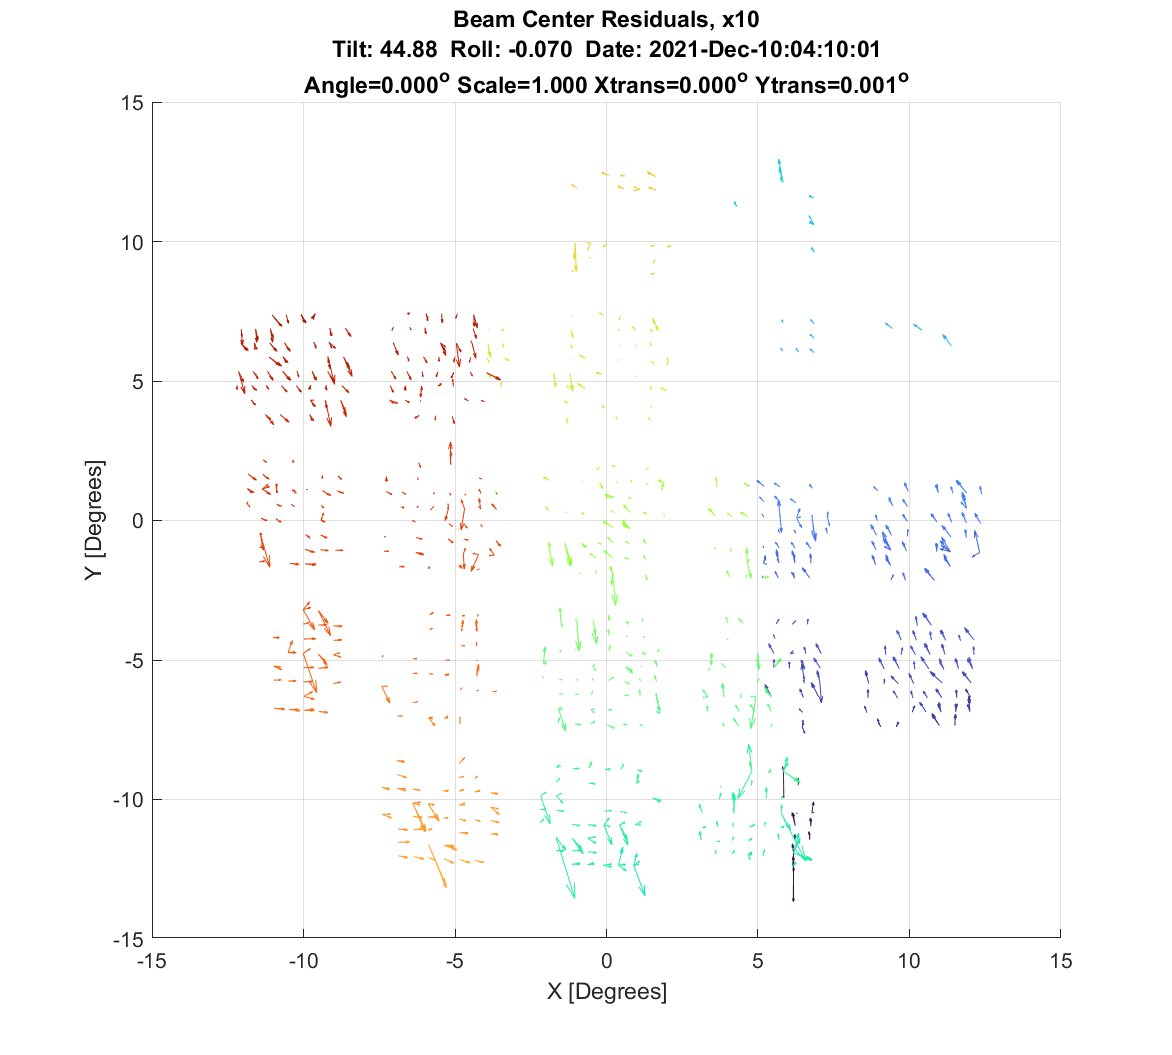 Beam Center Residuals, x10
Tilt: 44.88 Roll: -0.070 Date: 2021-Dec-10:04:10:01
Angle=0.000° Scale=1.000 Xtrans=0.000° Ytrans=0.001°
15
10
5
0
-5
-10
-15
Y [Degrees]
-15 -10 -5 0 5 10 15
X [Degrees]